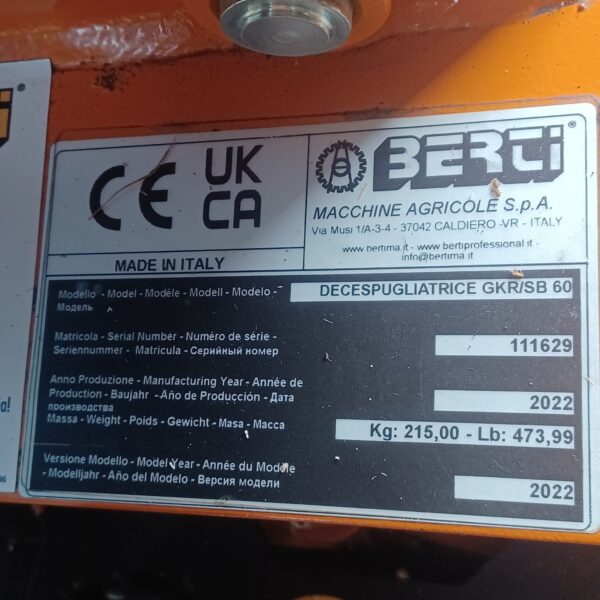 CE
UK
CA
BERTI®
MACCHINE AGRICOLE S.p.A.
Via Musi 1/A-3-4 - 37042 CALDIERO -VR - ITALY
www.bertima.it - www.bertiprofessional.it -
info@bertima.it
MADE IN ITALY
Modello - Model - Modèle - Modell - Modelo -
Модель
DECESPUGLIATRICE GKR/SB 60
Matricola - Serial Number - Numéro de série -
Seriennummer - Matricula - Серийный номер
111629
Anno Produzione - Manufacturing Year - Année de
Production - Baujahr - Año de Producción - Дата
производства
2022
Massa - Weight - Poids - Gewicht - Masa - Масса
Kg: 215,00 - Lb: 473,99
Versione Modello - Model Year - Année du Modèle
- Modelljahr - Año del Modelo - Версия модели
2022